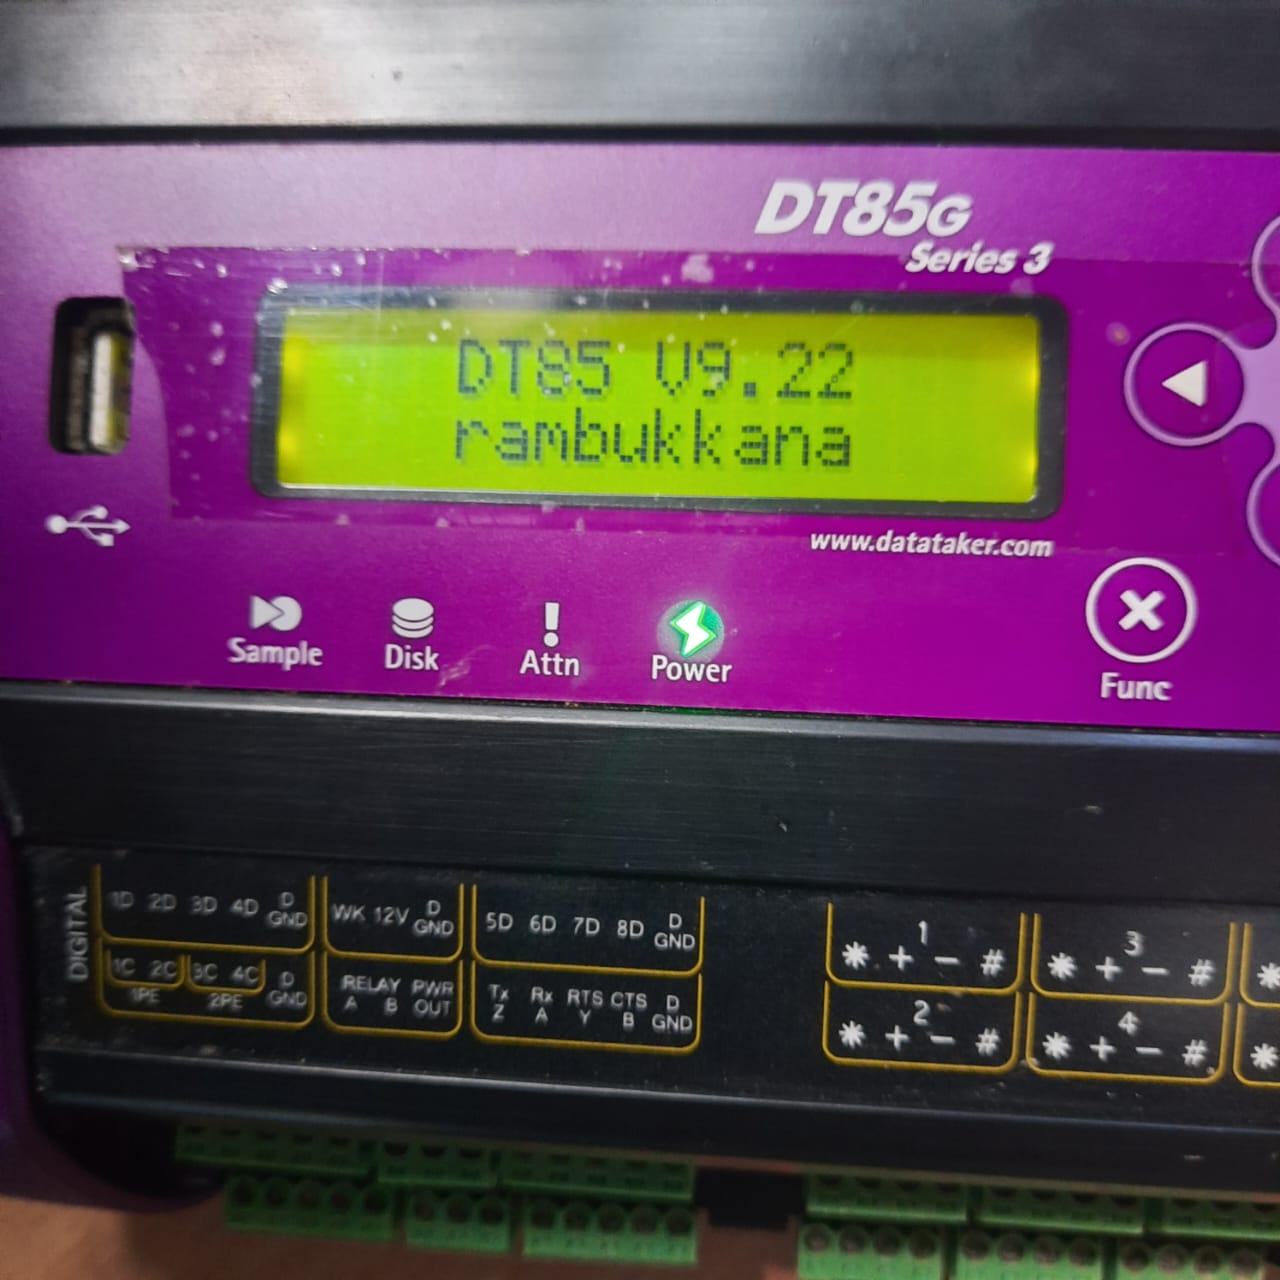 DT85G
Series 3
DT85 V9.22
rambukkana
www.datataker.com
Sample Disk Attn Power
Func
DIGITAL
1D 2D 3D 4D D GND
WK 12V D GND
5D 6D 7D 8D D GND
1C 2C 3C 4C D GND
1PE 2PE
RELAY A B PWR OUT
Tx Z Rx A RTS Y CTS B D GND
1
* + - #
3
* + - #
*
2
* + - #
4
* + - #
*